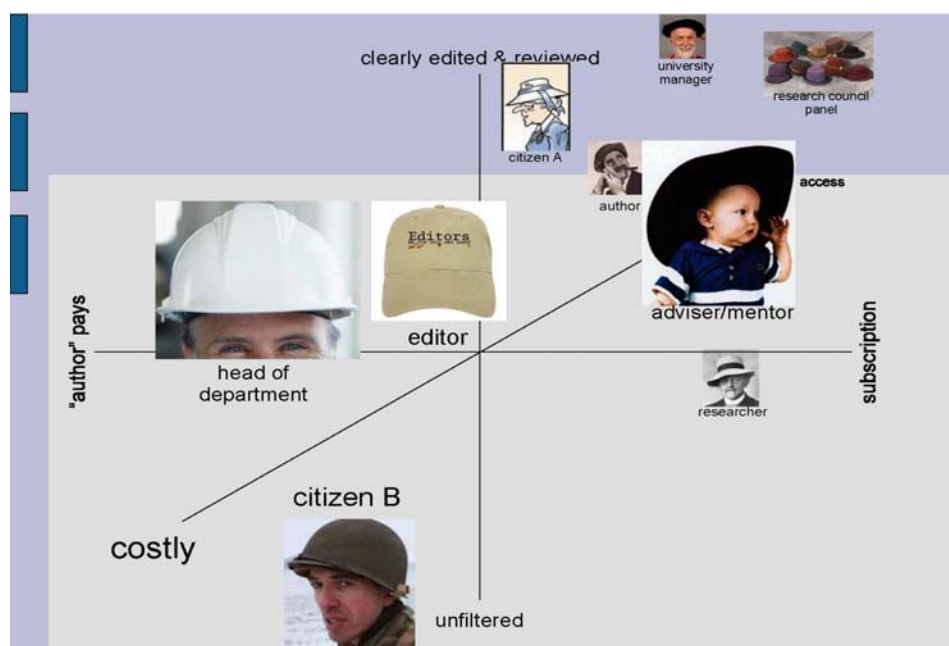 clearly edited & reviewed
university
manager
research council
panel
citizen A
access
author
Editors
adviser/mentor
editor
"author" pays
subscription
head of
department
researcher
citizen B
costly
unfiltered